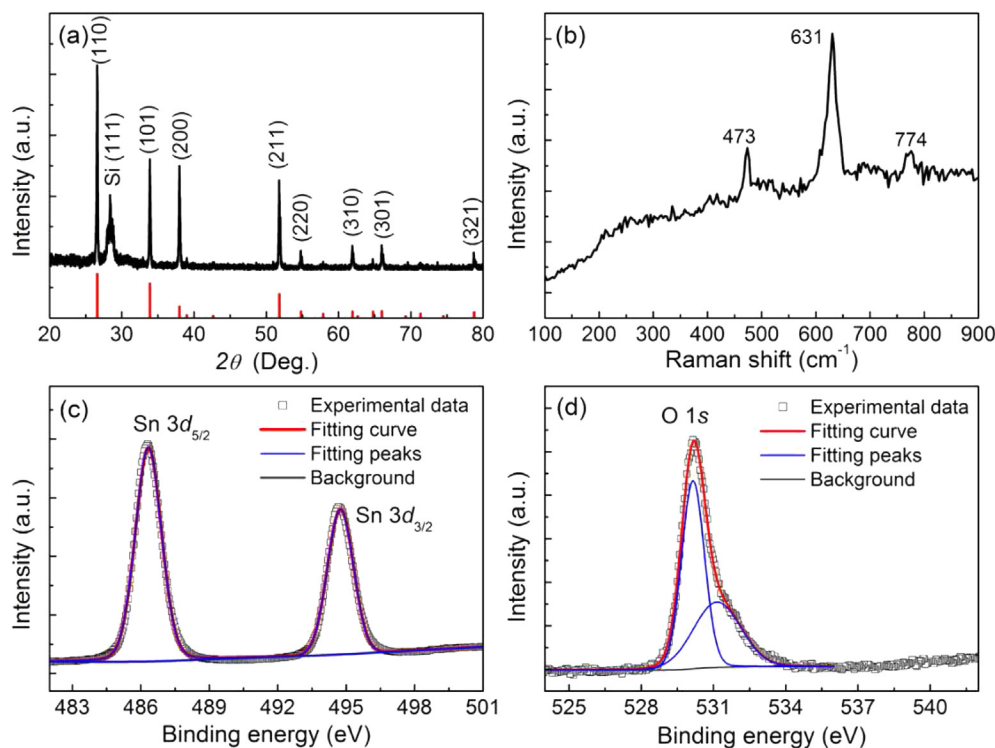 (a)
(110)
Si (111)
(101)
(200)
(211)
(220)
(310)
(301)
(321)
Intensity (a.u.)
20 30 40 50 60 70 80
2θ (Deg.)
(b)
473
631
774
Intensity (a.u.)
100 200 300 400 500 600 700 800 900
Raman shift (cm⁻¹)
(c)
Sn 3d₅/₂
Sn 3d₃/₂
Experimental data
Fitting curve
Fitting peaks
Background
Intensity (a.u.)
483 486 489 492 495 498 501
Binding energy (eV)
(d)
O 1s
Experimental data
Fitting curve
Fitting peaks
Background
Intensity (a.u.)
525 528 531 534 537 540
Binding energy (eV)